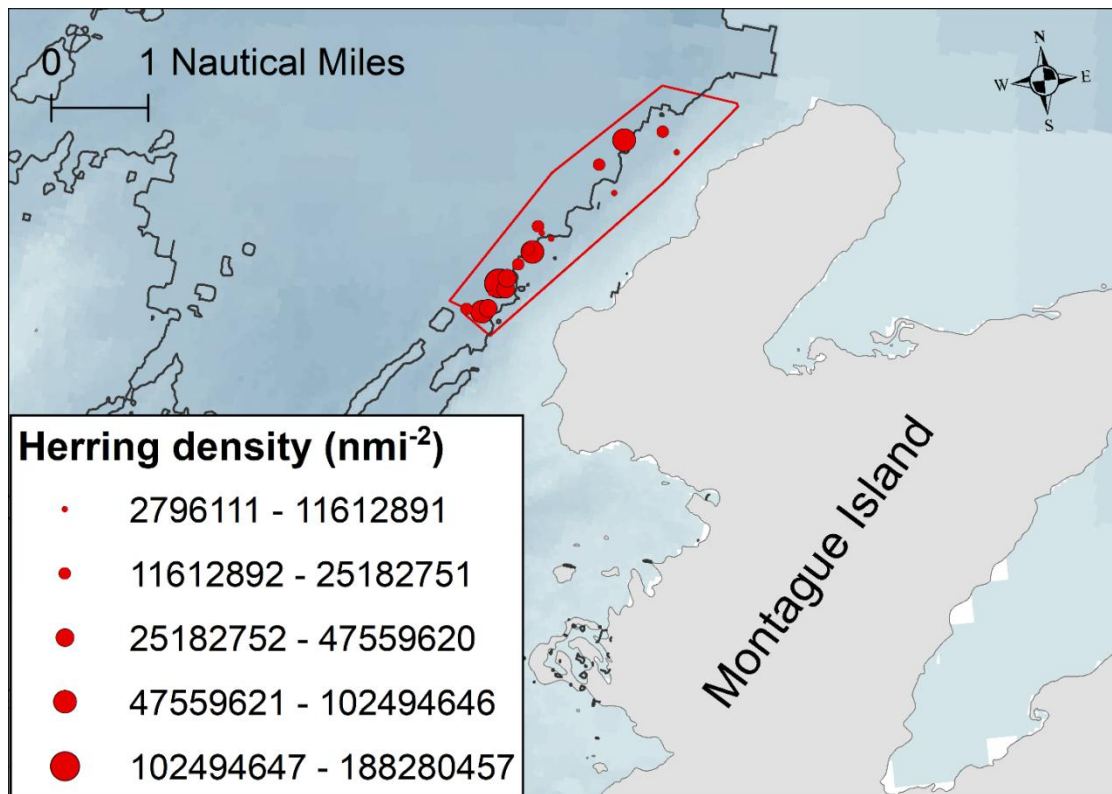 0 1 Nautical Miles
N
W E
S
Herring density (nmi⁻²)
2796111 - 11612891
11612892 - 25182751
25182752 - 47559620
47559621 - 102494646
102494647 - 188280457
Montague Island